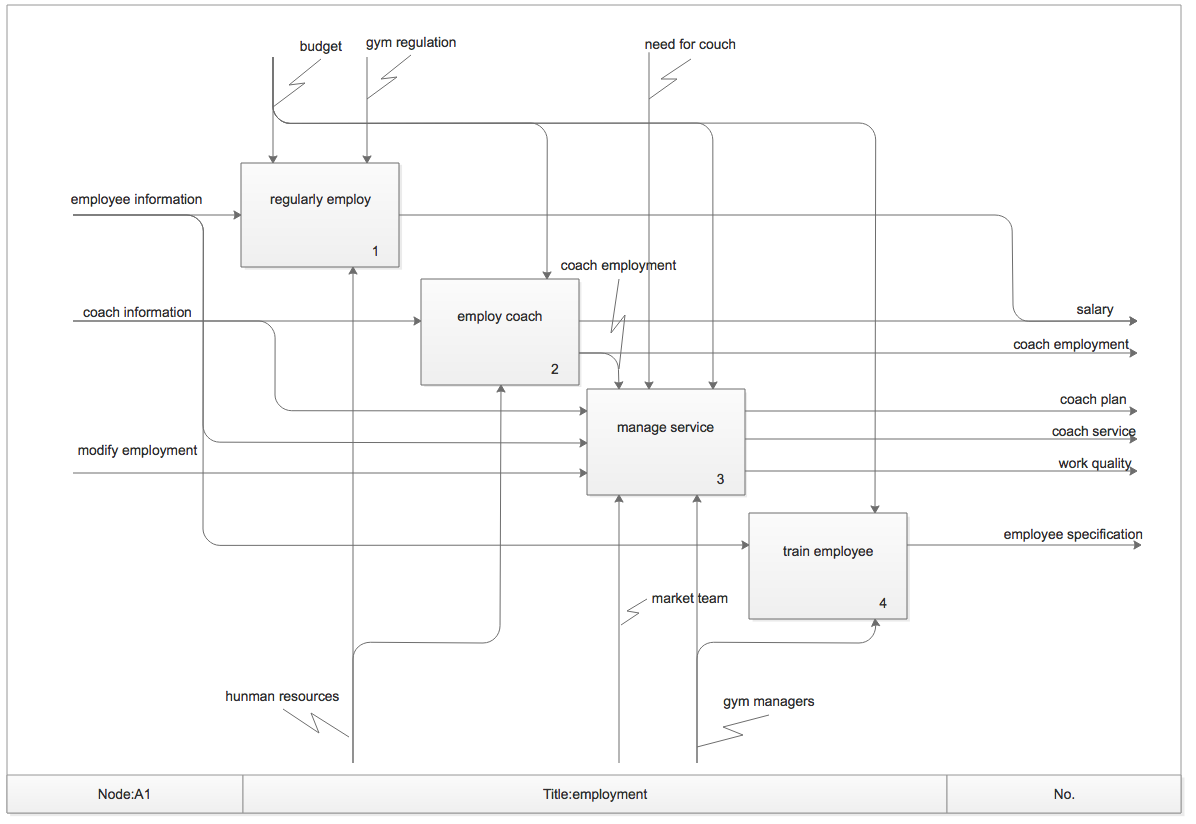 budget
gym regulation
need for couch
employee information
regularly employ
1
coach employment
coach information
employ coach
2
salary
coach employment
coach plan
manage service
coach service
modify employment
work quality
3
employee specification
train employee
4
market team
hunman resources
gym managers
Node:A1
Title:employment
No.